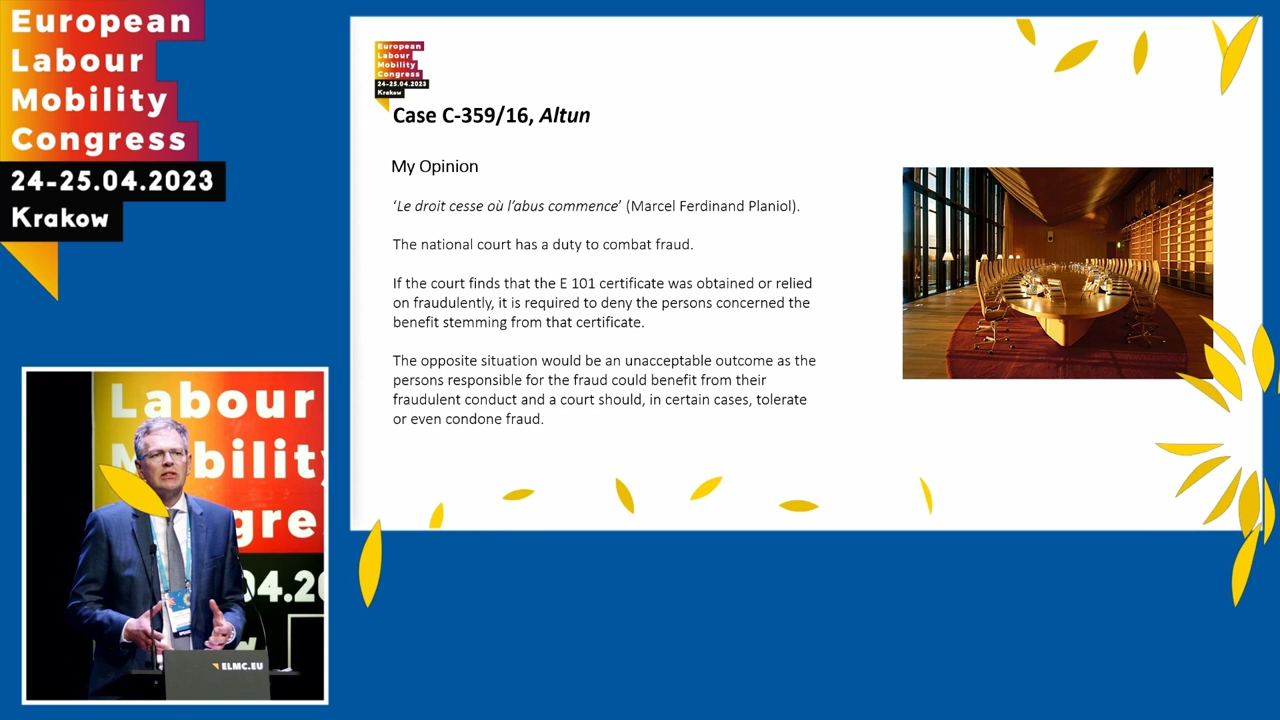 European
Labour
Mobility
Congress
24-25.04.2023
Krakow
European
Labour
Mobility
Congress
24-25.04.2023
Krakow
Case C-359/16, Altun
My Opinion
‘Le droit cesse où l’abus commence’ (Marcel Ferdinand Planiol).
The national court has a duty to combat fraud.
If the court finds that the E 101 certificate was obtained or relied
on fraudulently, it is required to deny the persons concerned the
benefit stemming from that certificate.
The opposite situation would be an unacceptable outcome as the
persons responsible for the fraud could benefit from their
fraudulent conduct and a court should, in certain cases, tolerate
or even condone fraud.
Labour
M bility
gre
04.20
w
ELMC.EU